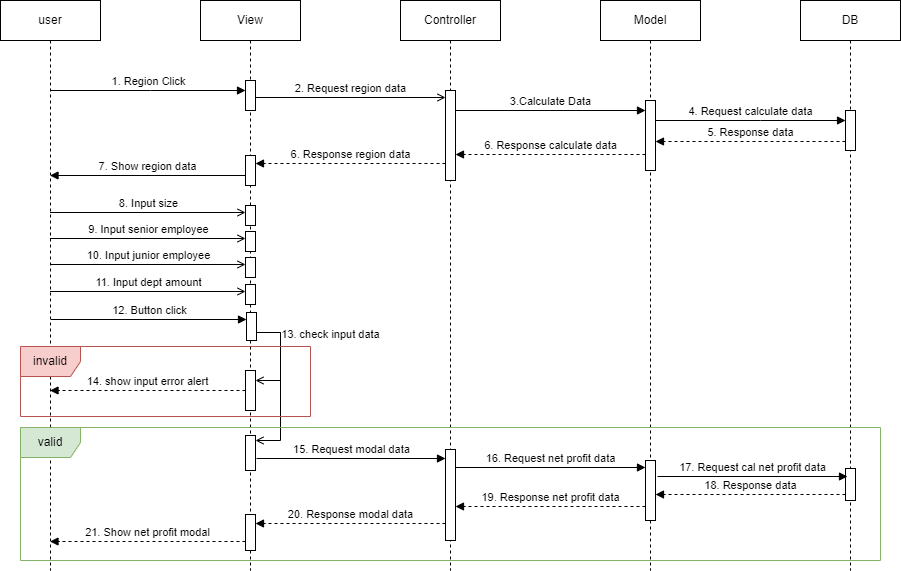 user
View
Controller
Model
DB
1. Region Click
2. Request region data
3.Calculate Data
4. Request calculate data
5. Response data
6. Response calculate data
6. Response region data
7. Show region data
8. Input size
9. Input senior employee
10. Input junior employee
11. Input dept amount
12. Button click
13. check input data
invalid
14. show input error alert
valid
15. Request modal data
16. Request net profit data
17. Request cal net profit data
18. Response data
19. Response net profit data
20. Response modal data
21. Show net profit modal